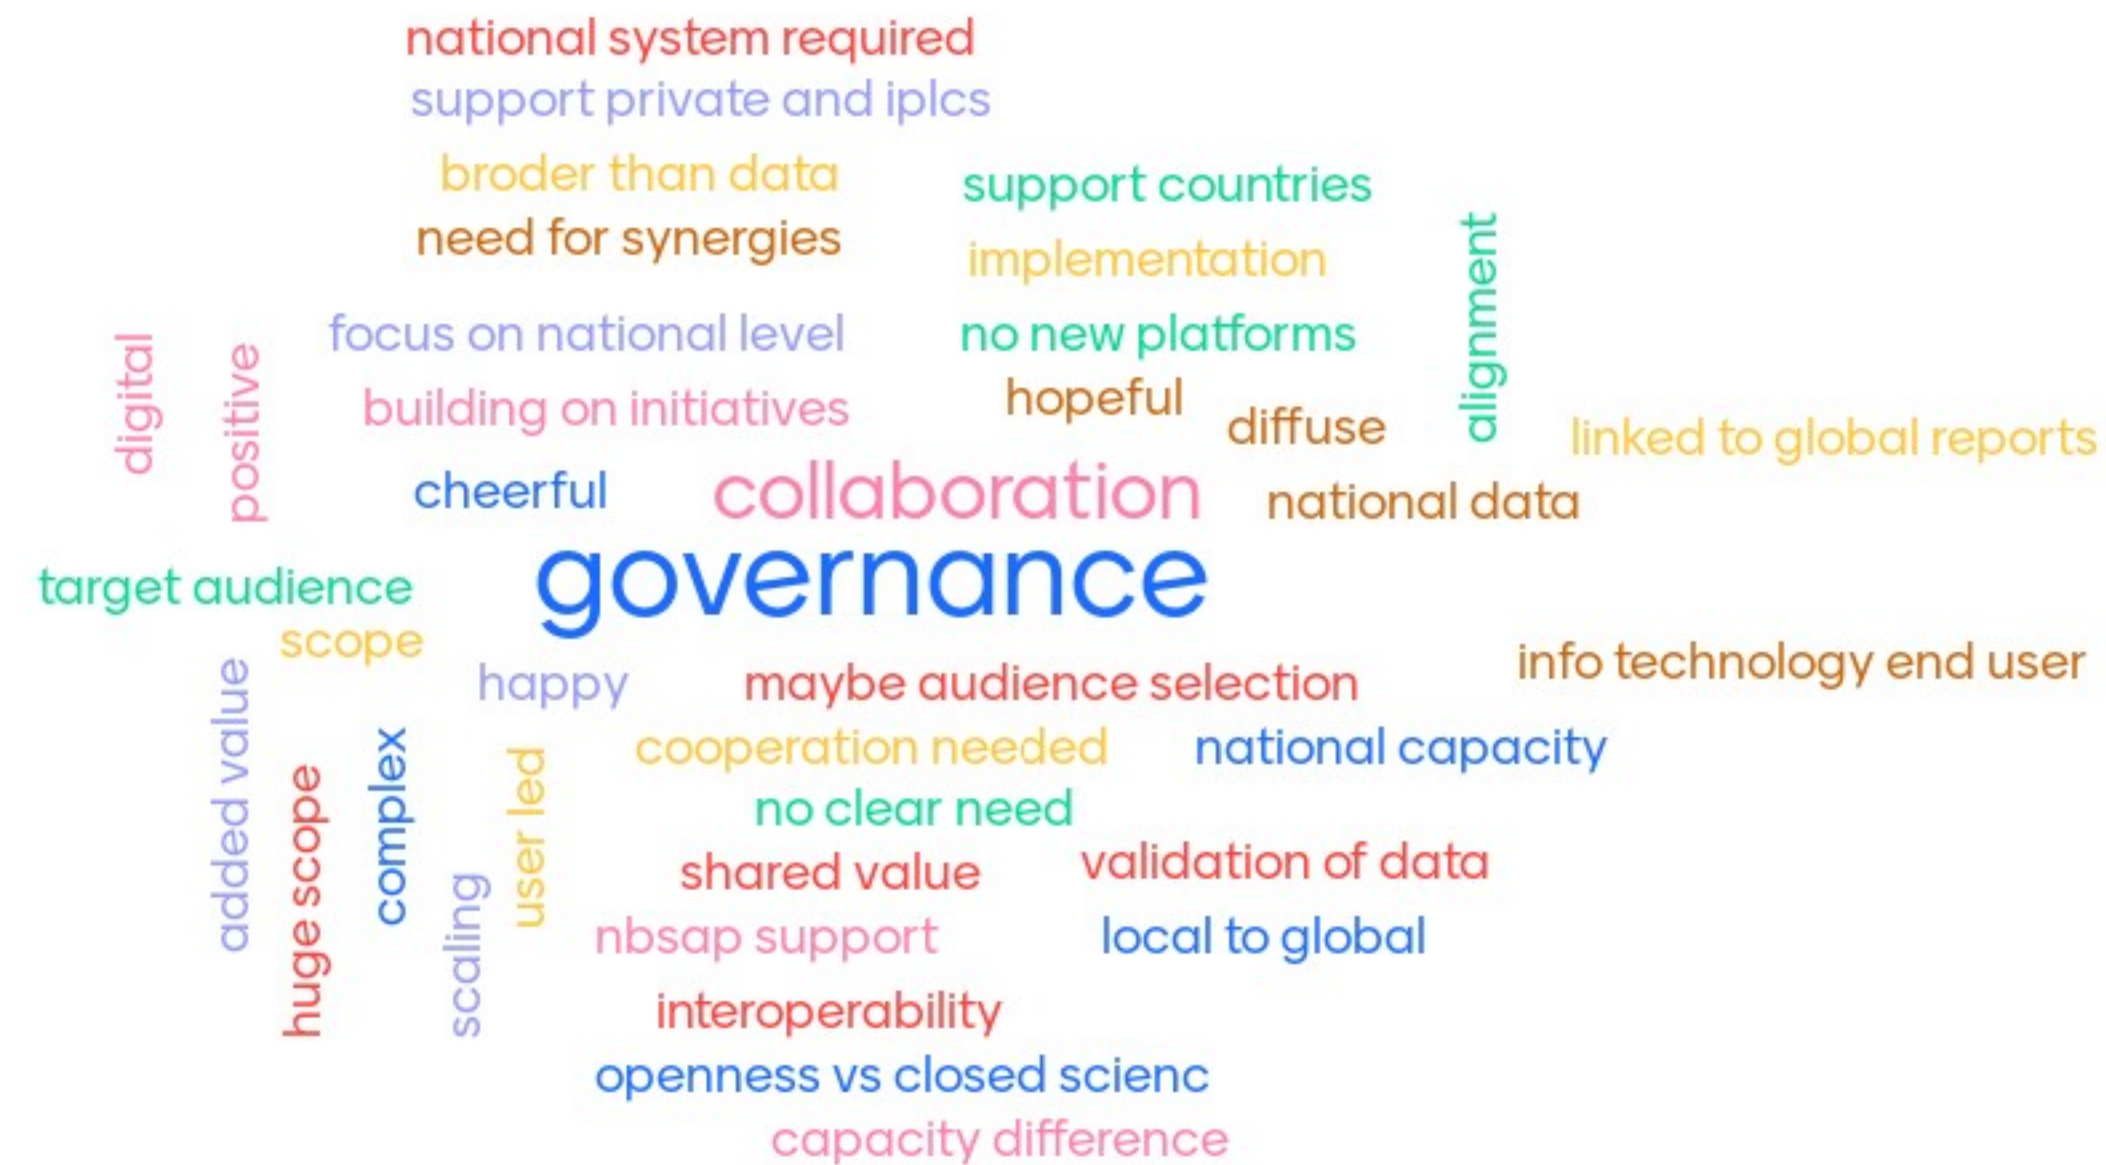 national system required
support private and iplcs
broder than data
support countries
need for synergies
implementation
alignment
focus on national level
no new platforms
digital
positive
building on initiatives
hopeful
diffuse
linked to global reports
cheerful
collaboration
national data
governance
target audience
scope
info technology end user
happy
maybe audience selection
added value
cooperation needed
national capacity
complex
huge scope
user led
no clear need
shared value
validation of data
scaling
nbsap support
local to global
interoperability
openness vs closed scienc
capacity difference